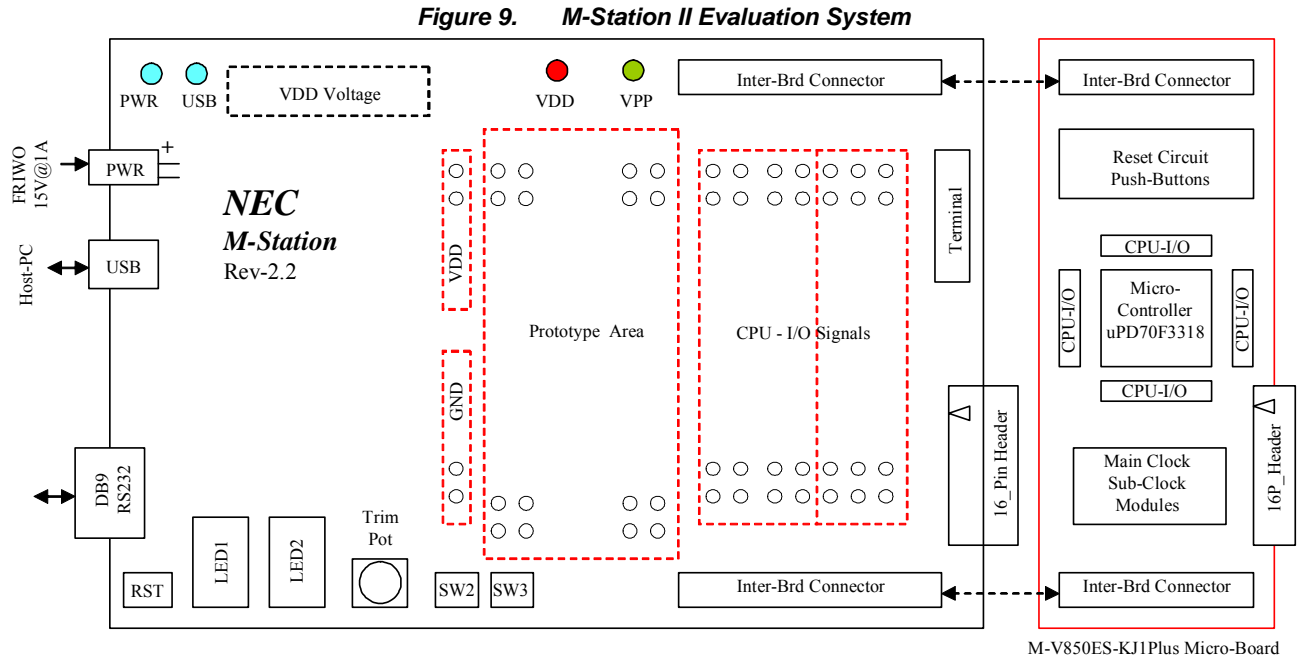 Figure 9. M-Station II Evaluation System
PWR
USB
VDD Voltage
VDD
VPP
Inter-Brd Connector
Inter-Brd Connector
FRIWO
15V@1A
PWR
+
NEC
M-Station
Rev-2.2
Host-PC
USB
VDD
GND
Prototype Area
CPU - I/O Signals
Terminal
Reset Circuit
Push-Buttons
CPU-I/O
CPU-I/O
Micro-
Controller
uPD70F3318
CPU-I/O
CPU-I/O
16_Pin Header
Main Clock
Sub-Clock
Modules
16P_Header
DB9
RS232
RST
LED1
LED2
Trim
Pot
SW2
SW3
Inter-Brd Connector
Inter-Brd Connector
M-V850ES-KJ1Plus Micro-Board